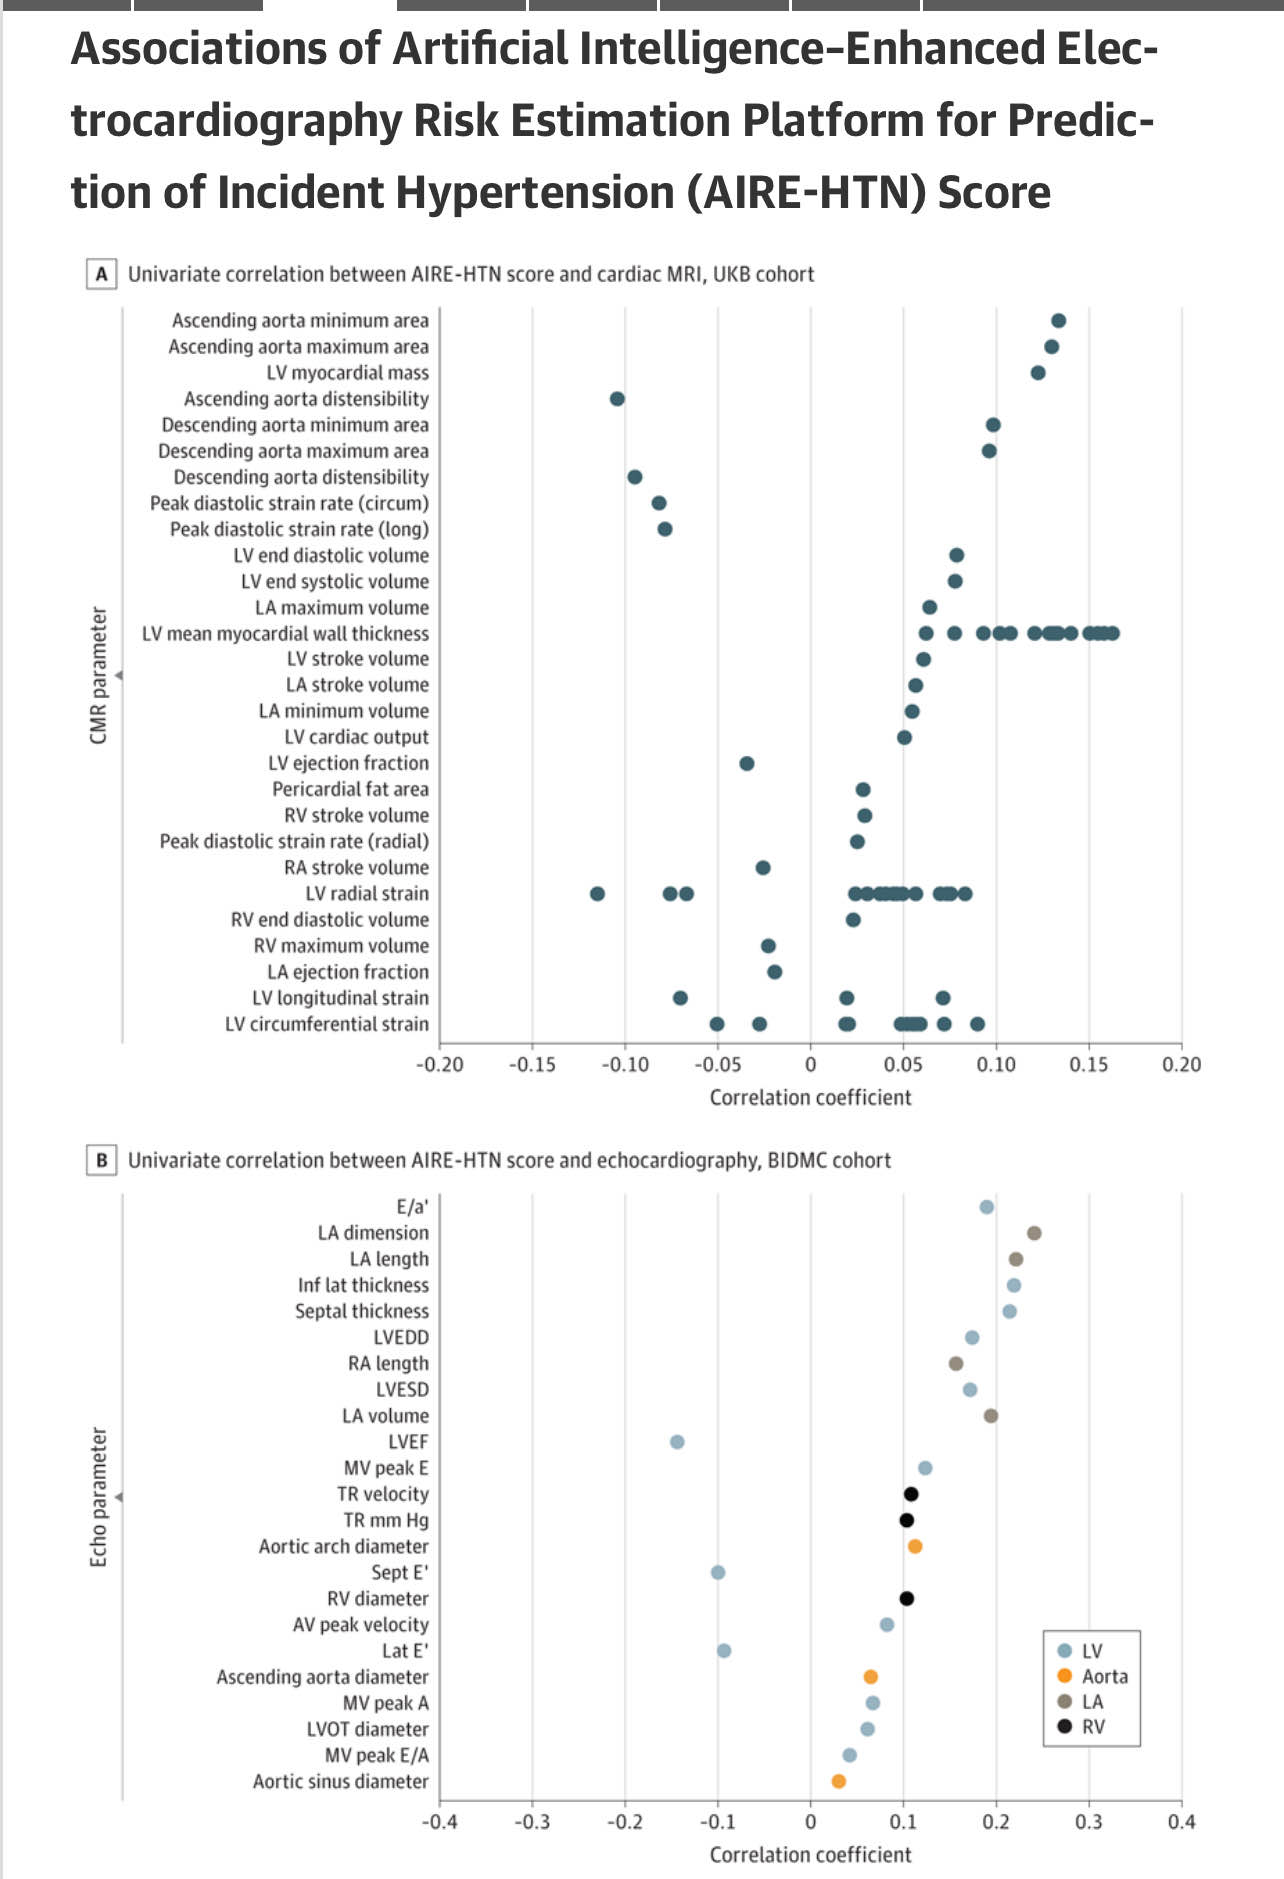 Associations of Artificial Intelligence–Enhanced Elec-
trocardiography Risk Estimation Platform for Predic-
tion of Incident Hypertension (AIRE-HTN) Score
A Univariate correlation between AIRE-HTN score and cardiac MRI, UKB cohort
CMR parameter
Ascending aorta minimum area
Ascending aorta maximum area
LV myocardial mass
Ascending aorta distensibility
Descending aorta minimum area
Descending aorta maximum area
Descending aorta distensibility
Peak diastolic strain rate (circum)
Peak diastolic strain rate (long)
LV end diastolic volume
LV end systolic volume
LA maximum volume
LV mean myocardial wall thickness
LV stroke volume
LA stroke volume
LA minimum volume
LV cardiac output
LV ejection fraction
Pericardial fat area
RV stroke volume
Peak diastolic strain rate (radial)
RA stroke volume
LV radial strain
RV end diastolic volume
RV maximum volume
LA ejection fraction
LV longitudinal strain
LV circumferential strain
-0.20 -0.15 -0.10 -0.05 0 0.05 0.10 0.15 0.20
Correlation coefficient
B Univariate correlation between AIRE-HTN score and echocardiography, BIDMC cohort
Echo parameter
E/a'
LA dimension
LA length
Inf lat thickness
Septal thickness
LVEDD
RA length
LVESD
LA volume
LVEF
MV peak E
TR velocity
TR mm Hg
Aortic arch diameter
Sept E'
RV diameter
AV peak velocity
Lat E'
Ascending aorta diameter
MV peak A
LVOT diameter
MV peak E/A
Aortic sinus diameter
LV
Aorta
LA
RV
-0.4 -0.3 -0.2 -0.1 0 0.1 0.2 0.3 0.4
Correlation coefficient